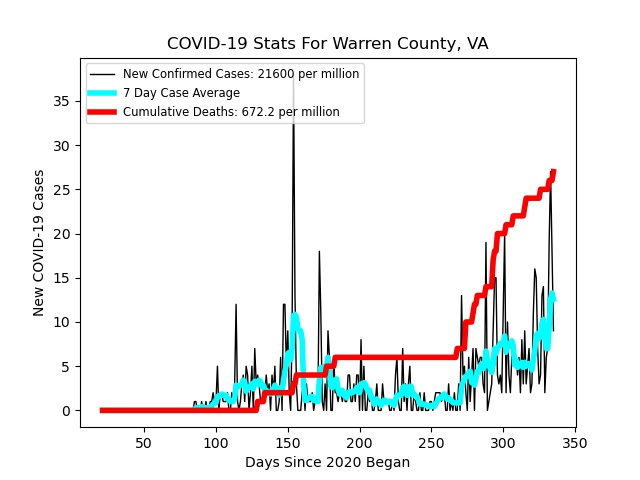 COVID-19 Stats For Warren County, VA
New Confirmed Cases: 21600 per million
7 Day Case Average
Cumulative Deaths: 672.2 per million
New COVID-19 Cases
35
30
25
20
15
10
5
0
50 100 150 200 250 300 350
Days Since 2020 Began